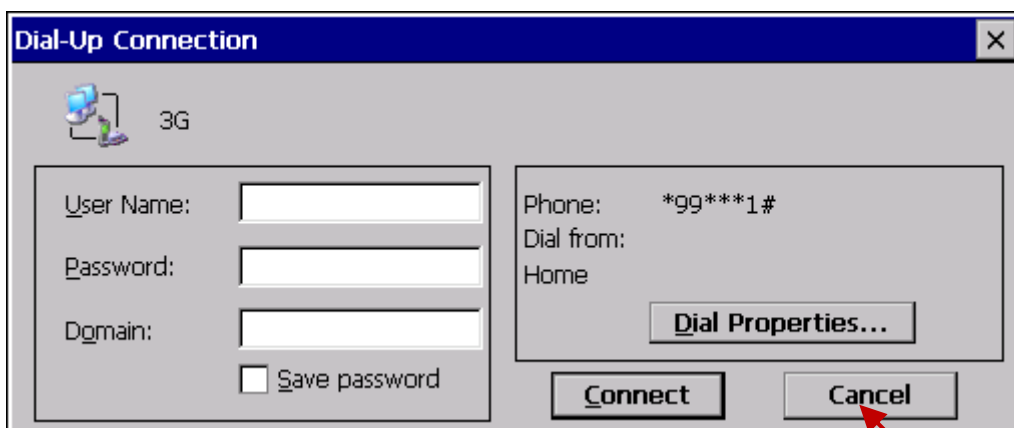 Dial-Up Connection
3G
User Name:
Password:
Domain:
Save password
Phone: *99***1#
Dial from:
Home
Dial Properties...
Connect Cancel